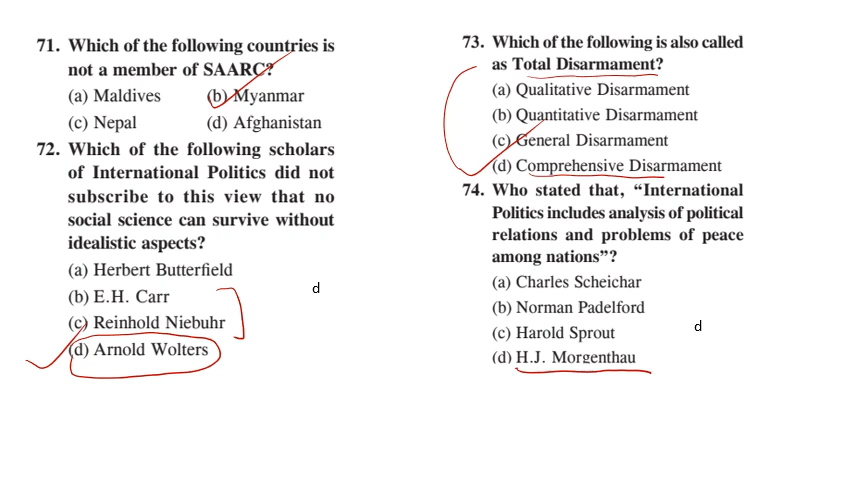 71. Which of the following countries is
not a member of SAARC?
(a) Maldives (b) Myanmar
(c) Nepal (d) Afghanistan
72. Which of the following scholars
of International Politics did not
subscribe to this view that no
social science can survive without
idealistic aspects?
(a) Herbert Butterfield
(b) E.H. Carr
(c) Reinhold Niebuhr
(d) Arnold Wolters
d
73. Which of the following is also called
as Total Disarmament?
(a) Qualitative Disarmament
(b) Quantitative Disarmament
(c) General Disarmament
(d) Comprehensive Disarmament
74. Who stated that, “International
Politics includes analysis of political
relations and problems of peace
among nations”?
(a) Charles Scheichar
(b) Norman Padelford
(c) Harold Sprout
(d) H.J. Morgenthau
d